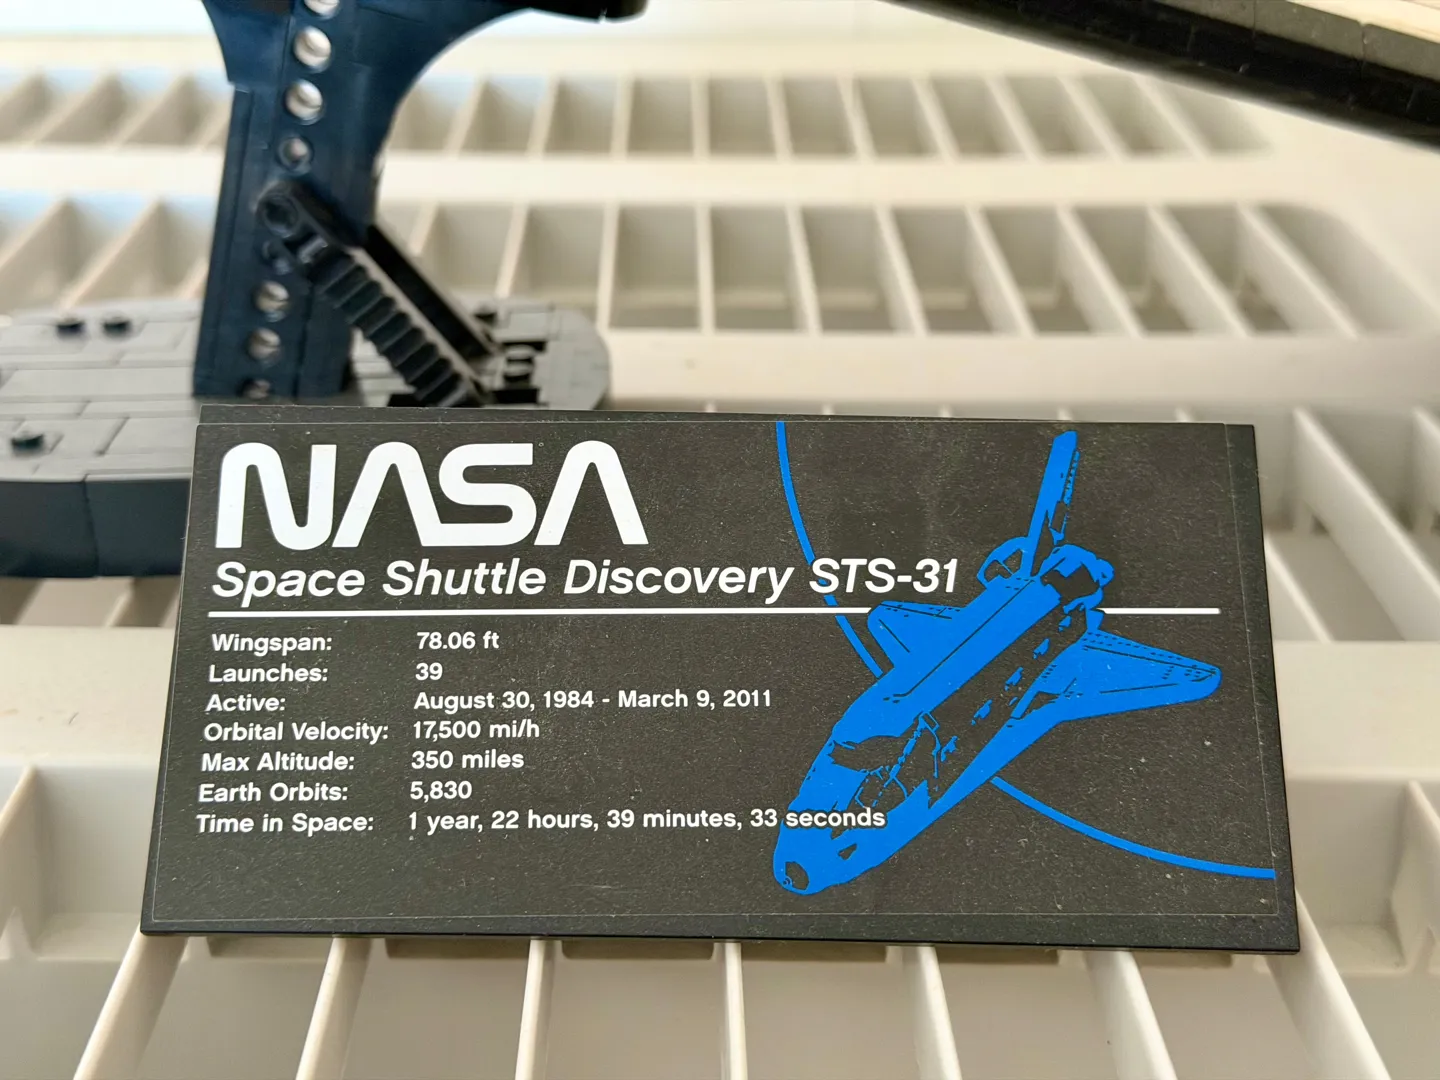 NASA
Space Shuttle Discovery STS-31
Wingspan: 78.06 ft
Launches: 39
Active: August 30, 1984 - March 9, 2011
Orbital Velocity: 17,500 mi/h
Max Altitude: 350 miles
Earth Orbits: 5,830
Time in Space: 1 year, 22 hours, 39 minutes, 33 seconds